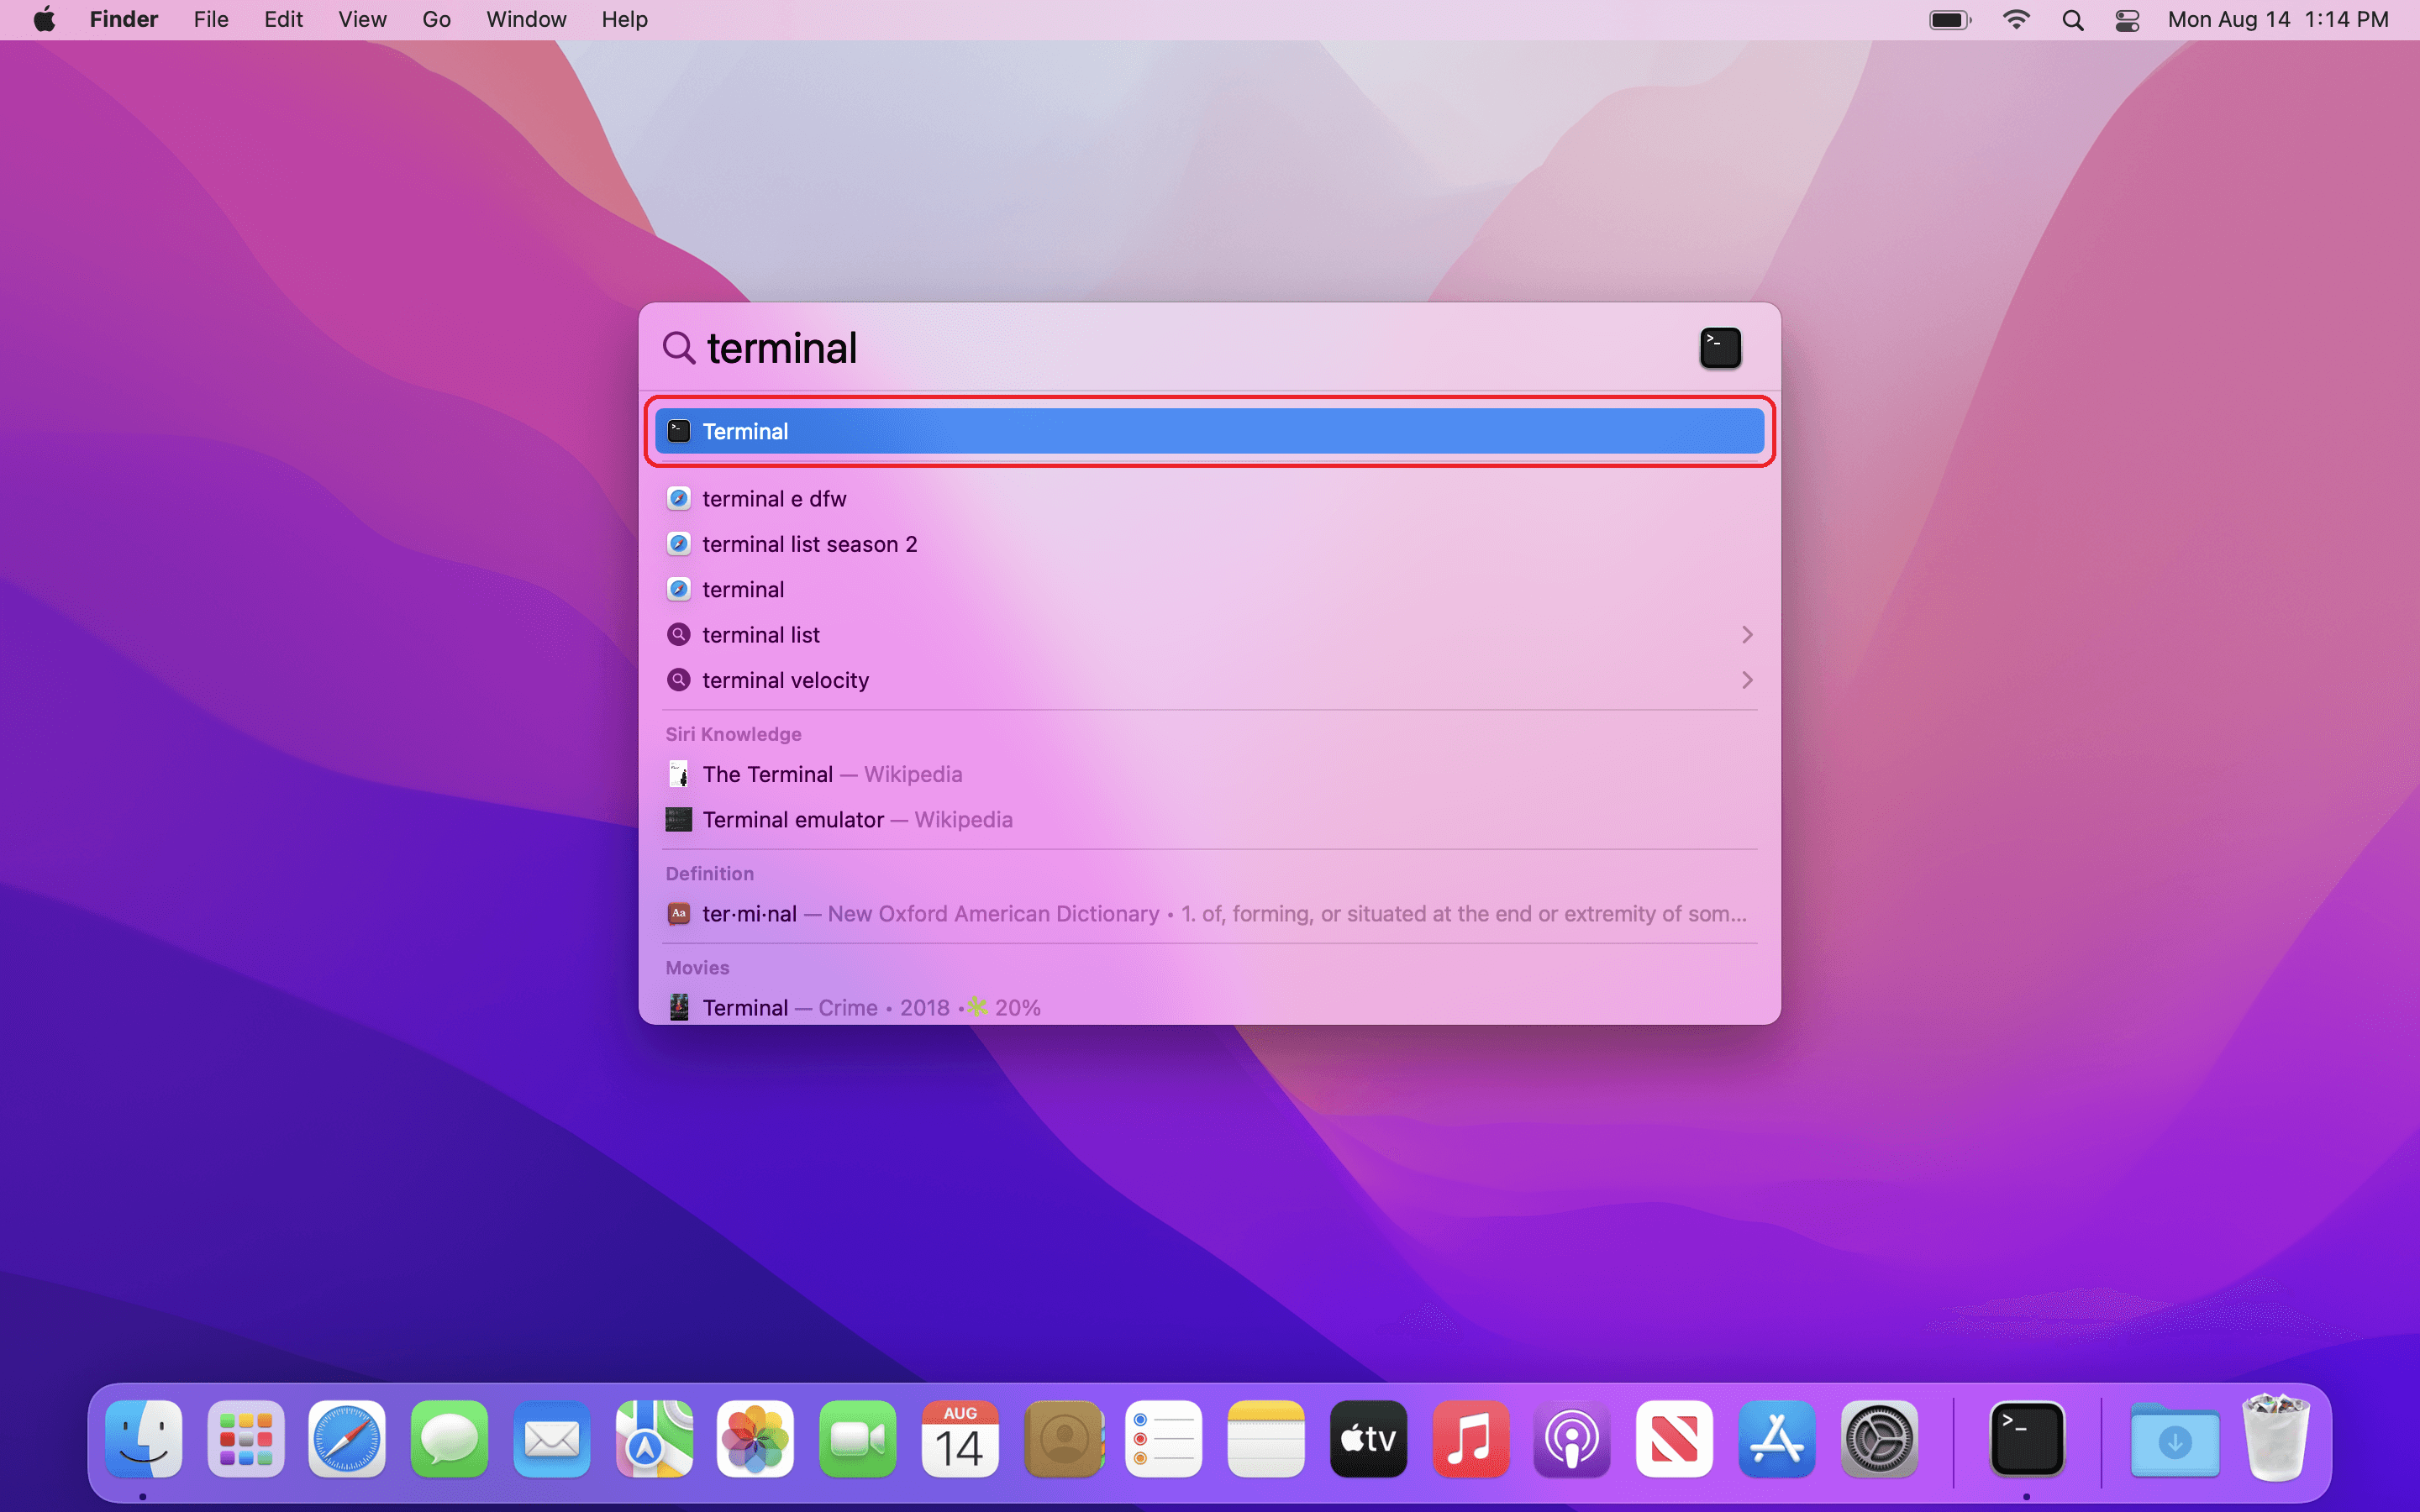 Finder File Edit View Go Window Help Mon Aug 14 1:14 PM
terminal
Terminal
terminal e dfw
terminal list season 2
terminal
terminal list
terminal velocity
Siri Knowledge
The Terminal — Wikipedia
Terminal emulator — Wikipedia
Definition
Aa ter·mi·nal — New Oxford American Dictionary • 1. of, forming, or situated at the end or extremity of som...
Movies
Terminal — Crime • 2018 • 20%
AUG
14
tv